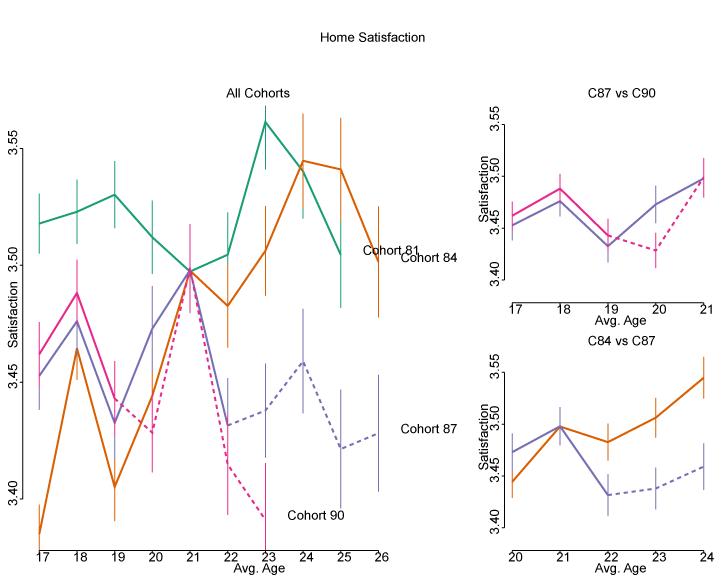 Home Satisfaction
All Cohorts
3.55
3.50
3.45
3.40
Satisfaction
Cohort 81
Cohort 84
Cohort 87
Cohort 90
17 18 19 20 21 22 23 24 25 26
Avg. Age
C87 vs C90
3.55
3.50
3.45
3.40
Satisfaction
17 18 19 20 21
Avg. Age
C84 vs C87
3.55
3.50
3.45
3.40
Satisfaction
20 21 22 23 24
Avg. Age